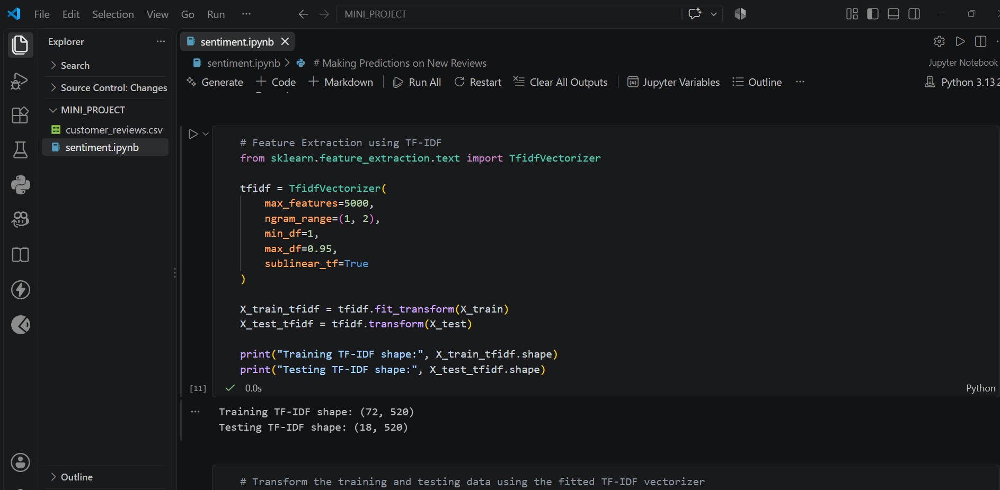 File Edit Selection View Go Run ···
MINI_PROJECT
Explorer ···
Search
Source Control: Changes
MINI_PROJECT
customer_reviews.csv
sentiment.ipynb
Outline
sentiment.ipynb
sentiment.ipynb > # Making Predictions on New Reviews
Jupyter Notebook
Generate + Code + Markdown | Run All Restart Clear All Outputs | Jupyter Variables Outline ···
Python 3.13.2
# Feature Extraction using TF-IDF
from sklearn.feature_extraction.text import TfidfVectorizer
tfidf = TfidfVectorizer(
    max_features=5000,
    ngram_range=(1, 2),
    min_df=1,
    max_df=0.95,
    sublinear_tf=True
)
X_train_tfidf = tfidf.fit_transform(X_train)
X_test_tfidf = tfidf.transform(X_test)
print("Training TF-IDF shape:", X_train_tfidf.shape)
print("Testing TF-IDF shape:", X_test_tfidf.shape)
[11] ✓ 0.0s
Python
··· Training TF-IDF shape: (72, 520)
Testing TF-IDF shape: (18, 520)
# Transform the training and testing data using the fitted TF-IDF vectorizer